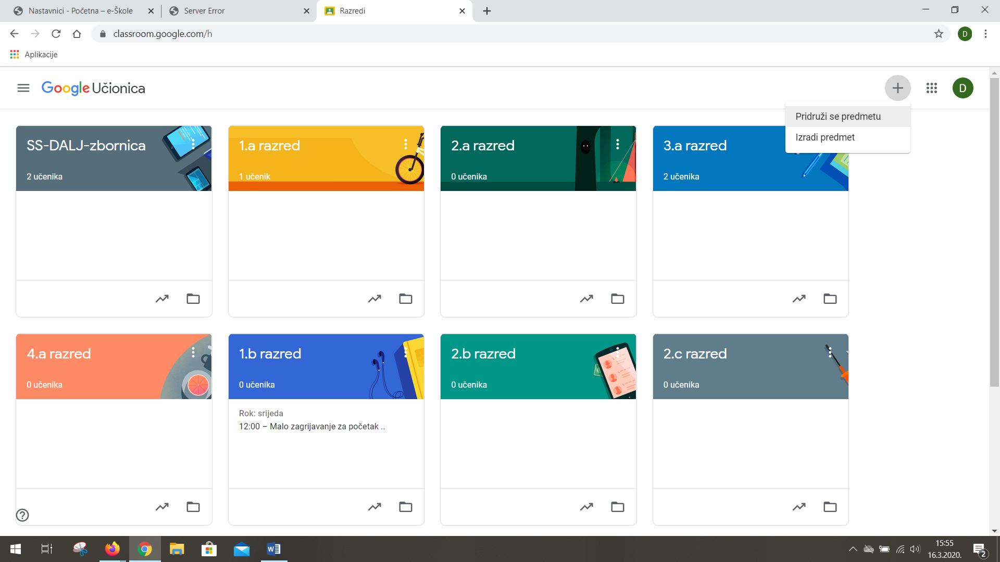 Nastavnici - Početna – e-Škole
Server Error
Razredi
classroom.google.com/h
D
Aplikacije
Google Učionica
D
Pridruži se predmetu
Izradi predmet
SS-DALJ-zbornica
2 učenika
1.a razred
1 učenik
2.a razred
0 učenika
3.a razred
2 učenika
4.a razred
0 učenika
1.b razred
0 učenika
Rok: srijeda
12:00 – Malo zagrijavanje za početak ..
2.b razred
0 učenika
2.c razred
0 učenika
15:55
16.3.2020.
2